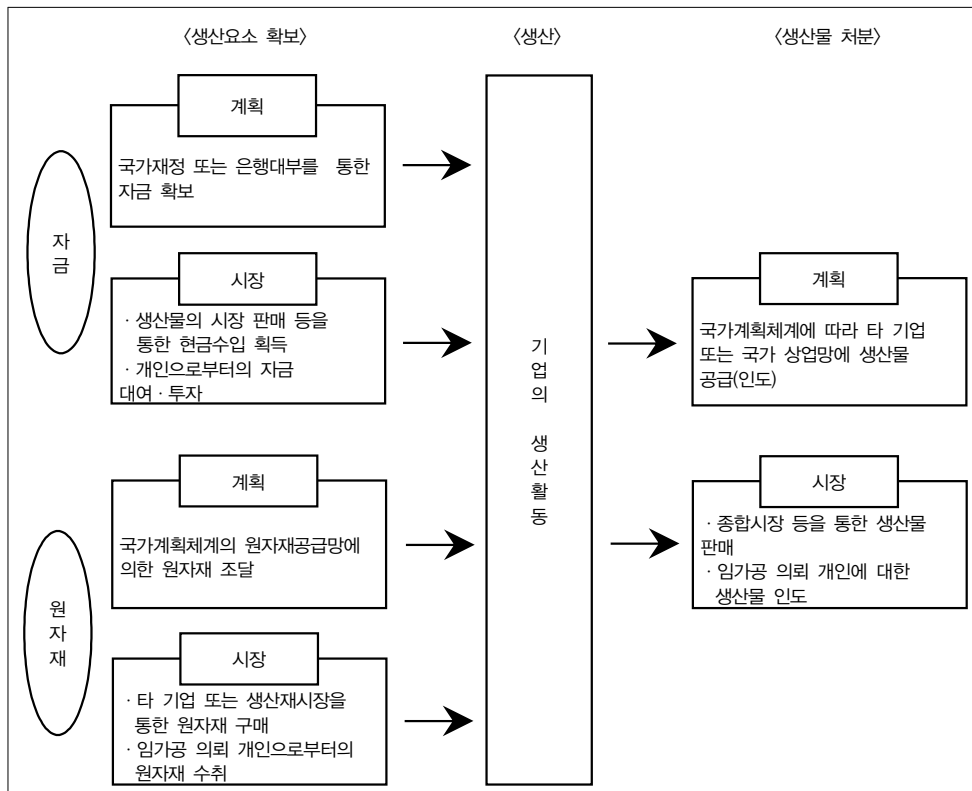 〈생산요소 확보〉
〈생산〉
〈생산물 처분〉
자금
계획
국가재정 또는 은행대부를 통한
자금 확보
시장
· 생산물의 시장 판매 등을
통한 현금수입 획득
· 개인으로부터의 자금
대여·투자
원자재
계획
국가계획체계의 원자재공급망에
의한 원자재 조달
시장
· 타 기업 또는 생산재시장을
통한 원자재 구매
· 임가공 의뢰 개인으로부터의
원자재 수취
기업의 생산활동
계획
국가계획체계에 따라 타 기업
또는 국가 상업망에 생산물
공급(인도)
시장
· 종합시장 등을 통한 생산물
판매
· 임가공 의뢰 개인에 대한
생산물 인도